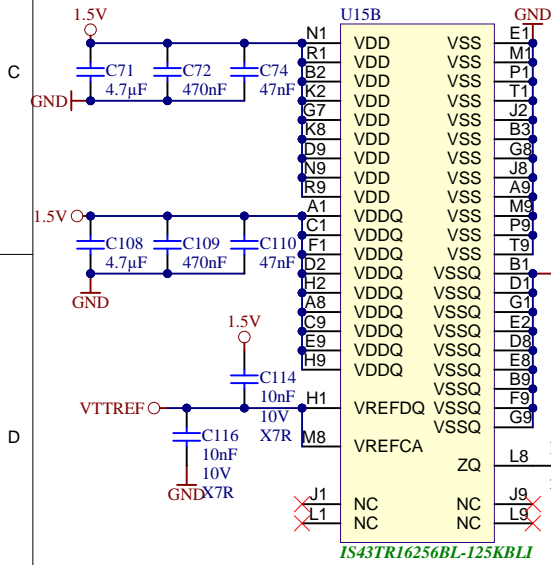 U15B
GND
1.5V
N1 VDD VSS E1
R1 VDD VSS M1
C
C71 C72 C74 B2 VDD VSS P1
4.7µF 470nF 47nF K2 VDD VSS T1
GND
G7 VDD VSS J2
K8 VDD VSS B3
D9 VDD VSS G8
N9 VDD VSS J8
R9 VDD VSS A9
1.5V A1 VDDQ VSS M9
C1 VDDQ VSS P9
C108 C109 C110 F1 VDDQ VSS T9
4.7µF 470nF 47nF D2 VDDQ VSSQ B1
GND
H2 VDDQ VSSQ D1
A8 VDDQ VSSQ G1
1.5V C9 VDDQ VSSQ E2
E9 VDDQ VSSQ D8
H9 VDDQ VSSQ E8
C114 VSSQ B9
10nF
VTTREF H1 VREFDQ VSSQ F9
10V
X7R VSSQ G9
D
C116 M8 VREFCA
10nF
10V ZQ L8
X7R
GND
J1 NC NC J9
L1 NC NC L9
IS43TR16256BL-125KBLI